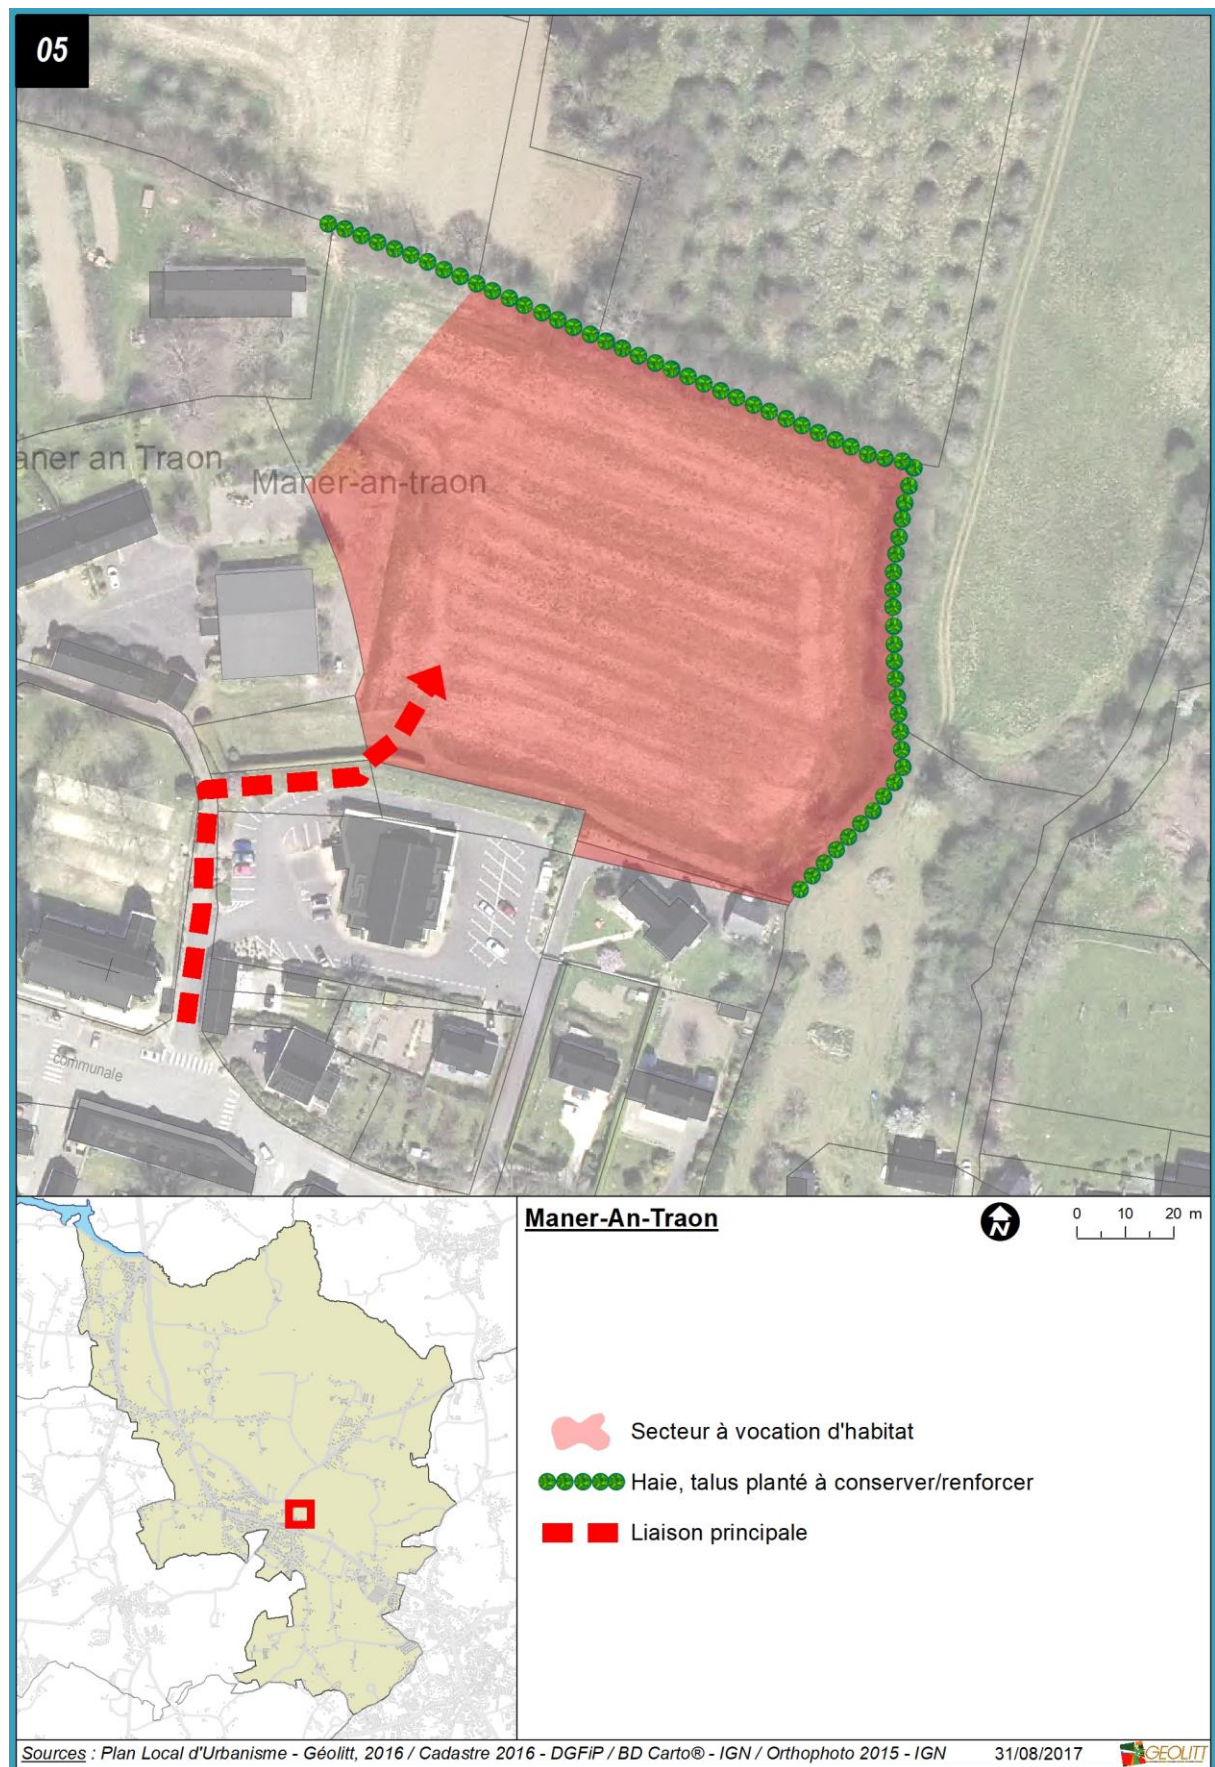 05
aner an Traon
Maner-an-traon
communale
Maner-An-Traon
N
0 10 20 m
Secteur à vocation d'habitat
Haie, talus planté à conserver/renforcer
Liaison principale
Sources : Plan Local d'Urbanisme - Géolitt, 2016 / Cadastre 2016 - DGFiP / BD Carto® - IGN / Orthophoto 2015 - IGN 31/08/2017 GEOLITT